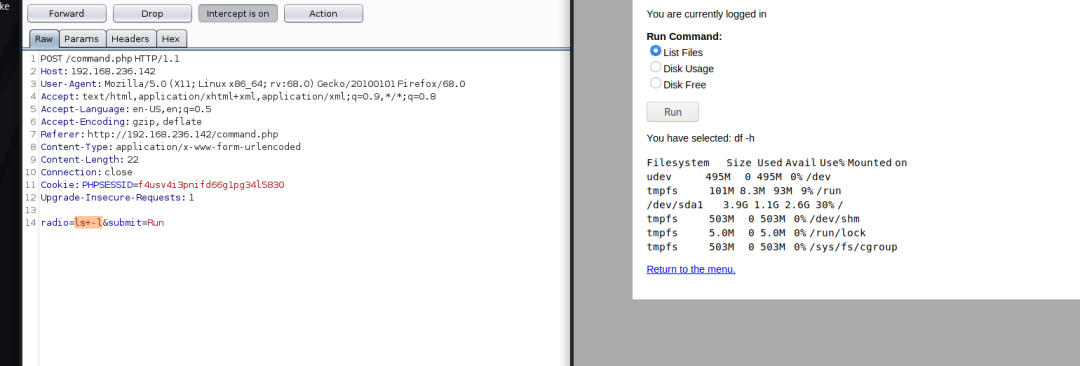 ke
Forward Drop Intercept is on Action
Raw Params Headers Hex
1 POST /command.php HTTP/1.1
2 Host: 192.168.236.142
3 User-Agent: Mozilla/5.0 (X11; Linux x86_64; rv:68.0) Gecko/20100101 Firefox/68.0
4 Accept: text/html,application/xhtml+xml,application/xml;q=0.9,*/*;q=0.8
5 Accept-Language: en-US,en;q=0.5
6 Accept-Encoding: gzip, deflate
7 Referer: http://192.168.236.142/command.php
8 Content-Type: application/x-www-form-urlencoded
9 Content-Length: 22
10 Connection: close
11 Cookie: PHPSESSID=f4usv4i3pnifd66g1pg34l5830
12 Upgrade-Insecure-Requests: 1
13
14 radio=ls+-l&submit=Run
You are currently logged in
Run Command:
List Files
Disk Usage
Disk Free
Run
You have selected: df -h
Filesystem Size Used Avail Use% Mounted on
udev 495M 0 495M 0% /dev
tmpfs 101M 8.3M 93M 9% /run
/dev/sda1 3.9G 1.1G 2.6G 30% /
tmpfs 503M 0 503M 0% /dev/shm
tmpfs 5.0M 0 5.0M 0% /run/lock
tmpfs 503M 0 503M 0% /sys/fs/cgroup
Return to the menu.